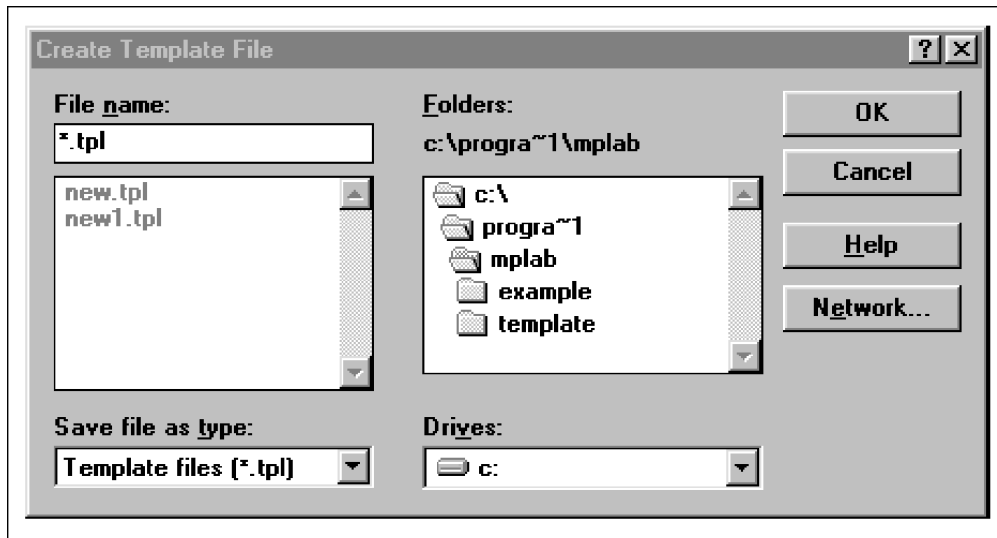 Create Template File
File name:
*.tpl
new.tpl
new1.tpl
Save file as type:
Template files (*.tpl)
Folders:
c:\progra~1\mplab
c:\
progra~1
mplab
example
template
Drives:
c:
OK
Cancel
Help
Network...